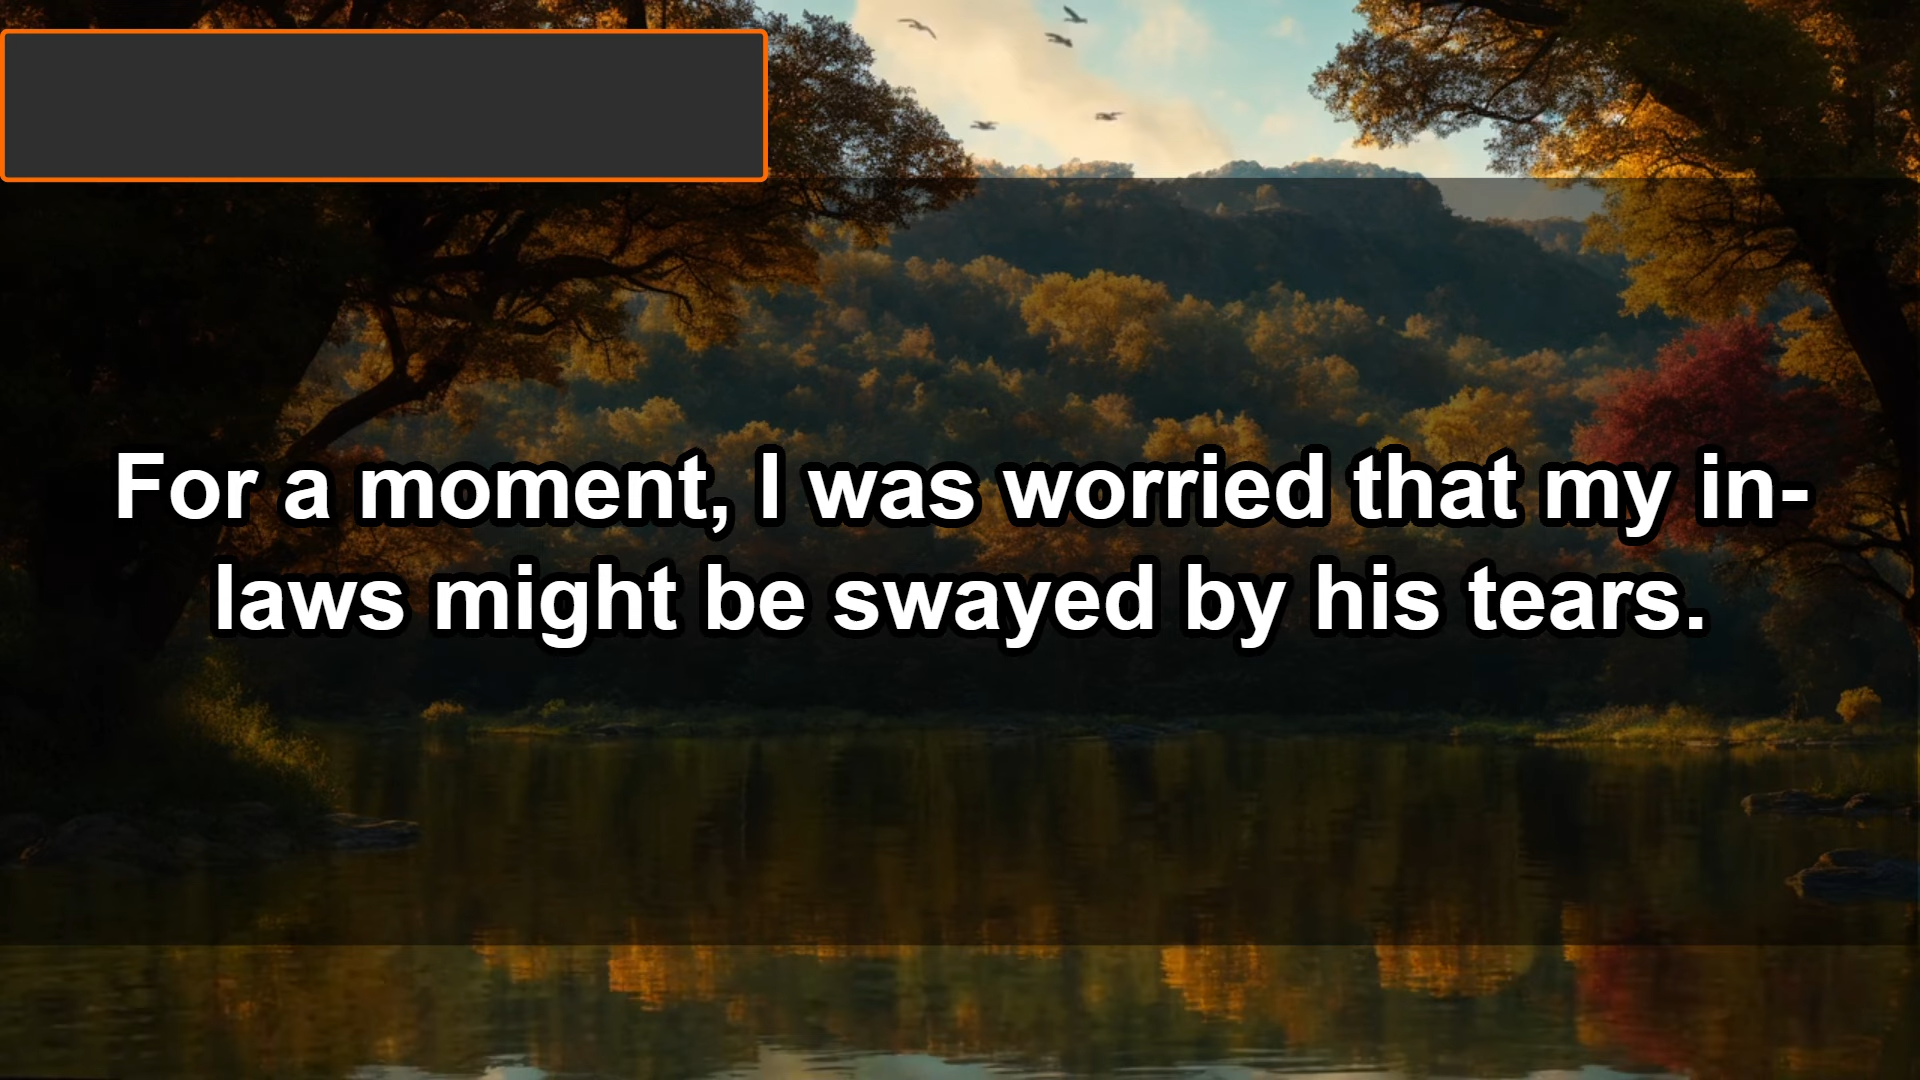 For a moment, I was worried that my in-
laws might be swayed by his tears.